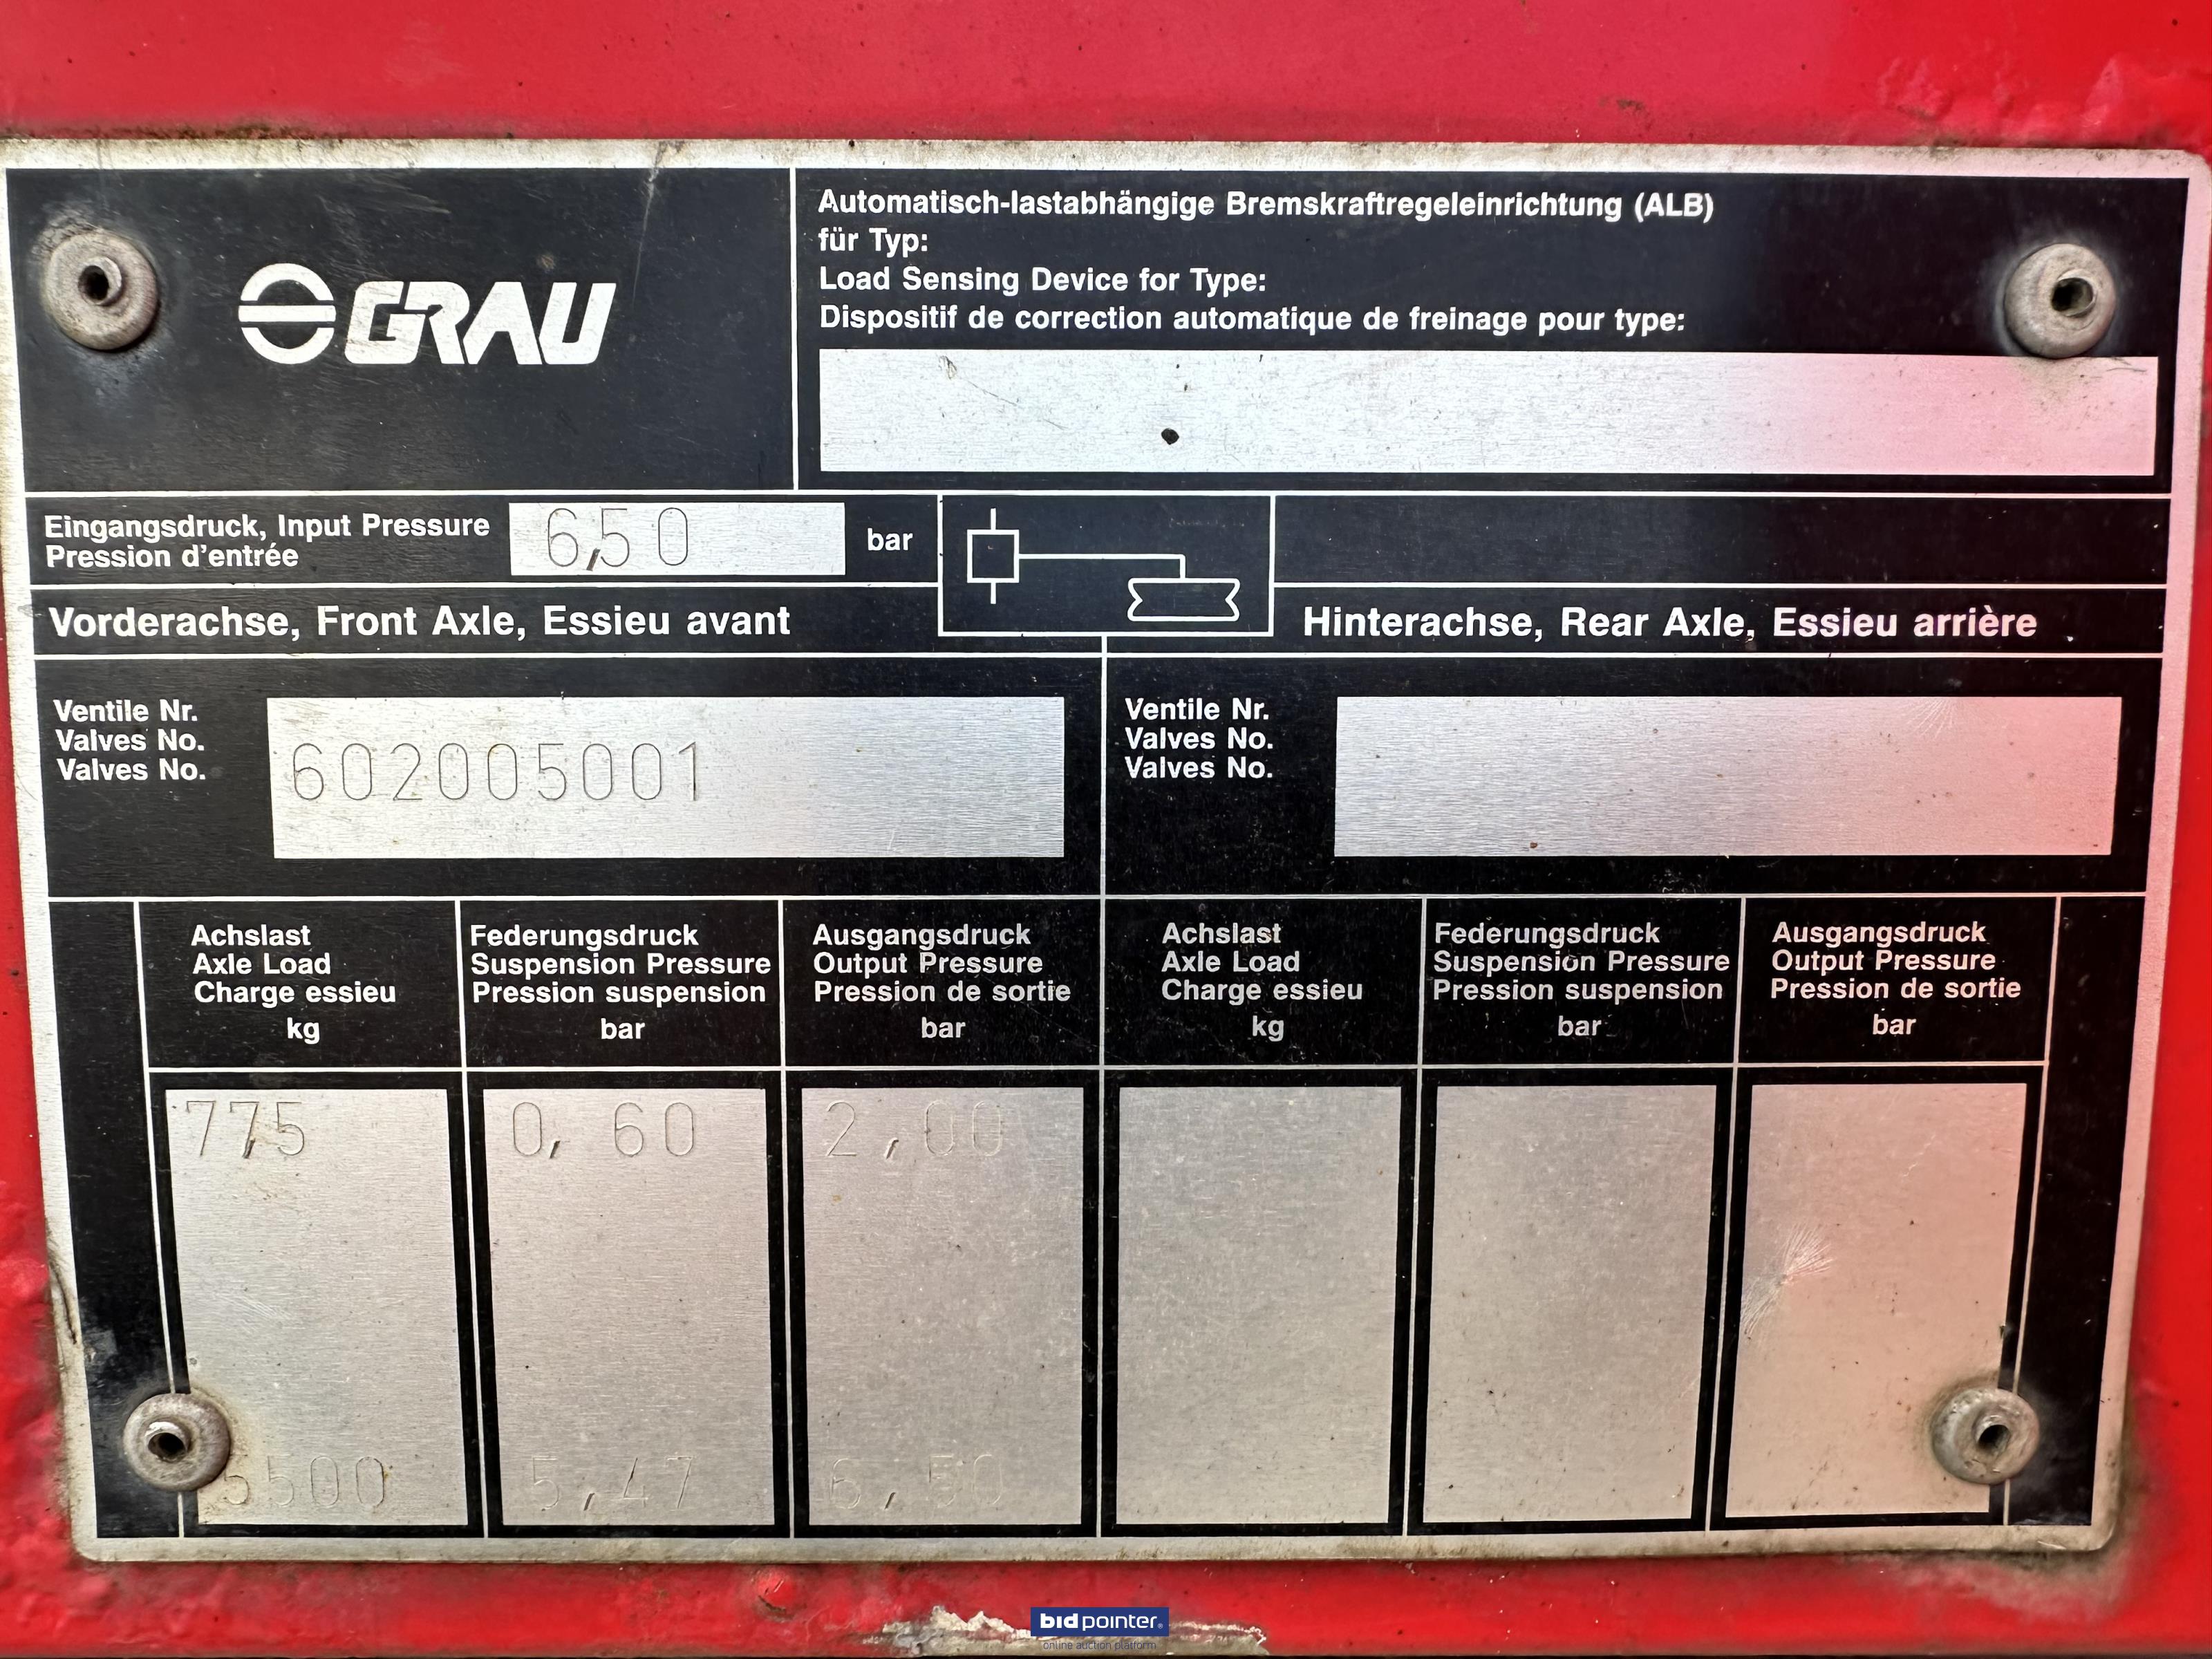 GRAU
Automatisch-lastabhängige Bremskraftregeleinrichtung (ALB)
für Typ:
Load Sensing Device for Type:
Dispositif de correction automatique de freinage pour type:
Eingangsdruck, Input Pressure
Pression d'entrée
6,50
bar
Vorderachse, Front Axle, Essieu avant
Hinterachse, Rear Axle, Essieu arrière
Ventile Nr.
Valves No.
Valves No.
602005001
Ventile Nr.
Valves No.
Valves No.
Achslast
Axle Load
Charge essieu
kg
Federungsdruck
Suspension Pressure
Pression suspension
bar
Ausgangsdruck
Output Pressure
Pression de sortie
bar
Achslast
Axle Load
Charge essieu
kg
Federungsdruck
Suspension Pressure
Pression suspension
bar
Ausgangsdruck
Output Pressure
Pression de sortie
bar
775
0,60
2,00
5500
5,47
6,50
bidpointer
online auction platform